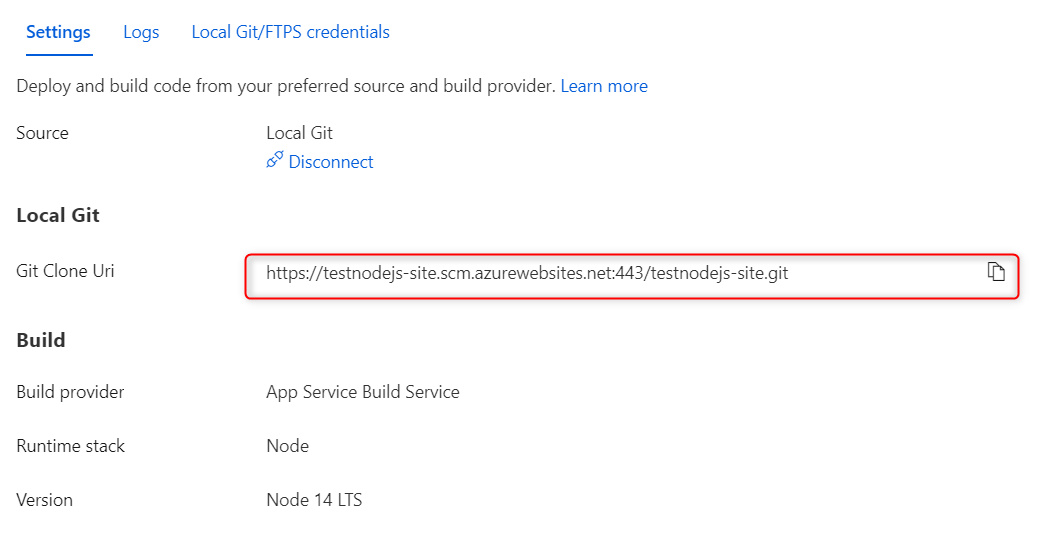 Settings Logs Local Git/FTPS credentials
Deploy and build code from your preferred source and build provider. Learn more
Source Local Git
Disconnect
Local Git
Git Clone Uri https://testnodejs-site.scm.azurewebsites.net:443/testnodejs-site.git
Build
Build provider App Service Build Service
Runtime stack Node
Version Node 14 LTS